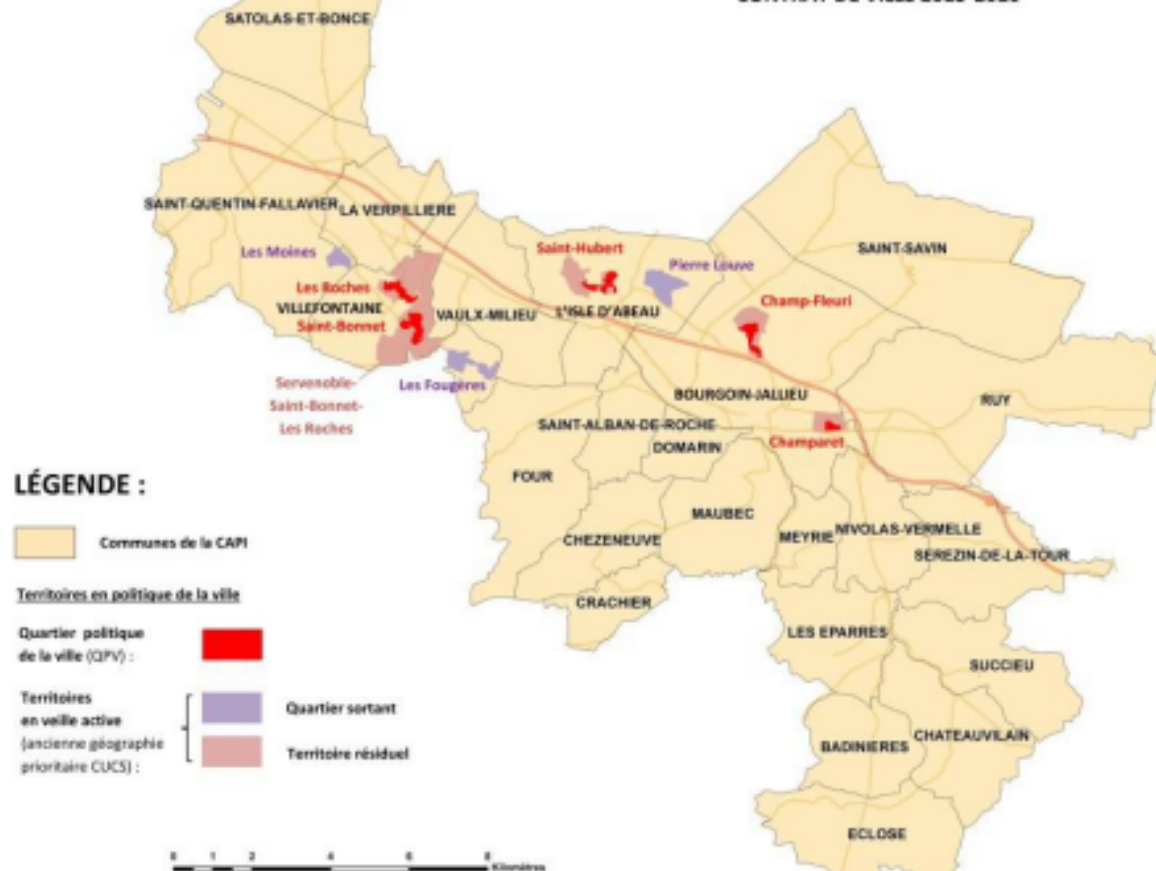 SATOLAS-ET-BONCE
SAINT-QUENTIN-FALLAVIER
LA VERPILLIERE
SAINT-SAVIN
Les Moines
Saint-Hubert
Pierre Louve
Les Roches
VILLEFONTAINE
Saint-Bonnet
VAULX-MILIEU
L'ISLE D'ABEAU
Champ-Fleuri
Servenoble-
Saint-Bonnet-
Les Roches
Les Fougères
BOURGOIN-JALLIEU
RUY
SAINT-ALBAN-DE-ROCHE
DOMARIN
Champaret
FOUR
MAUBEC
CHEZENEUVE
MEYRIE
NIVOLAS-VERMELLE
SEREZIN-DE-LA-TOUR
CRACHIER
LES EPARRES
SUCCIEU
BADINIERES
CHATEAUVILAIN
ECLOSE
LÉGENDE :
Communes de la CAPI
Territoires en politique de la ville
Quartier politique
de la ville (QPV) :
Territoires
en veille active
(ancienne géographie
prioritaire CUCS) :
Quartier sortant
Territoire résiduel
0 1 2 4 6 8
Kilomètres